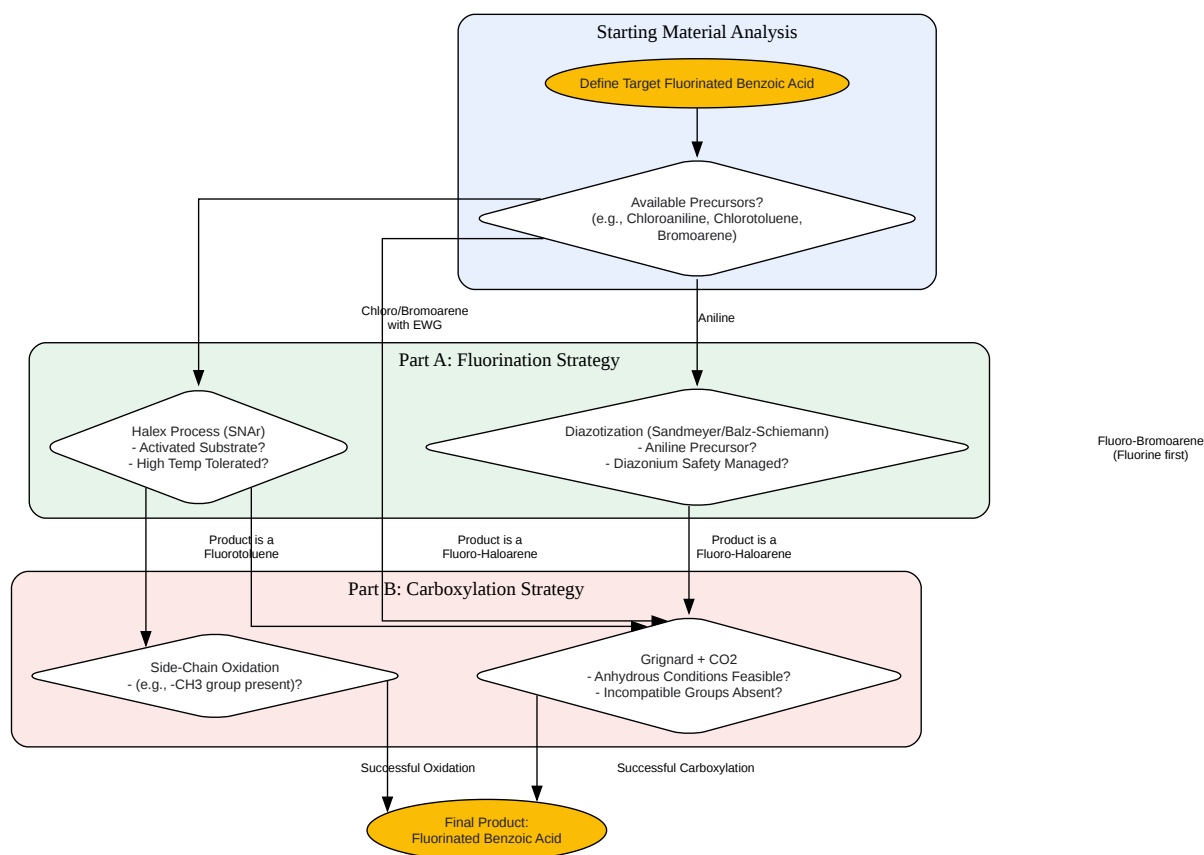 Starting Material Analysis
Define Target Fluorinated Benzoic Acid
Available Precursors?
(e.g., Chloroaniline, Chlorotoluene,
Bromoarene)
Chloro/Bromoarene
with EWG
Aniline
Part A: Fluorination Strategy
Halex Process (SNAr)
- Activated Substrate?
- High Temp Tolerated?
Diazotization (Sandmeyer/Balz-Schiemann)
- Aniline Precursor?
- Diazonium Safety Managed?
Fluoro-Bromoarene
(Fluorine first)
Product is a
Fluorotoluene
Product is a
Fluoro-Haloarene
Product is a
Fluoro-Haloarene
Part B: Carboxylation Strategy
Side-Chain Oxidation
- (e.g., -CH3 group present)?
Grignard + CO2
- Anhydrous Conditions Feasible?
- Incompatible Groups Absent?
Successful Oxidation
Successful Carboxylation
Final Product:
Fluorinated Benzoic Acid